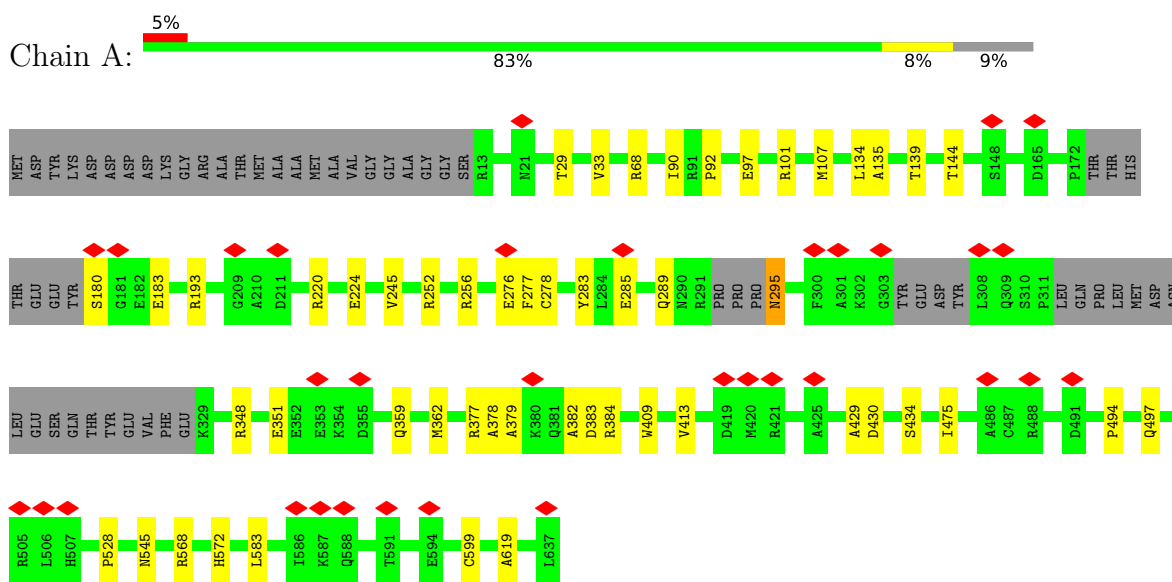 5%
Chain A:
83% 8% 9%
MET ASP TYR LYS ASP ASP ASP ASP LYS GLY ARG ALA THR MET ALA ALA MET ALA VAL GLY GLY ALA GLY GLY SER R13 N21 T29 V33 R68 I90 R91 P92 E97 R101 M107 L134 A135 T139 T144 S148 D165 P172 THR THR HIS
THR GLU GLU TYR S180 G181 E182 E183 R193 G209 A210 D211 R220 E224 V245 R252 R256 E276 F277 C278 Y283 L284 E285 Q289 N290 R291 PRO PRO PRO N295 F300 A301 K302 G303 TYR GLU ASP TYR L308 Q309 S310 P311 LEU GLN PRO LEU MET ASP
LEU GLU SER GLN THR TYR GLU VAL PHE GLU K329 R348 E351 E352 E353 K354 D355 Q359 M362 R377 A378 A379 K380 Q381 A382 D383 R384 W409 V413 D419 M420 R421 A425 A429 D430 S434 I475 A486 C487 R488 D491 P494 Q497
R505 L506 H507 P528 N545 R568 H572 L583 I586 K587 Q588 T591 E594 C599 A619 L637